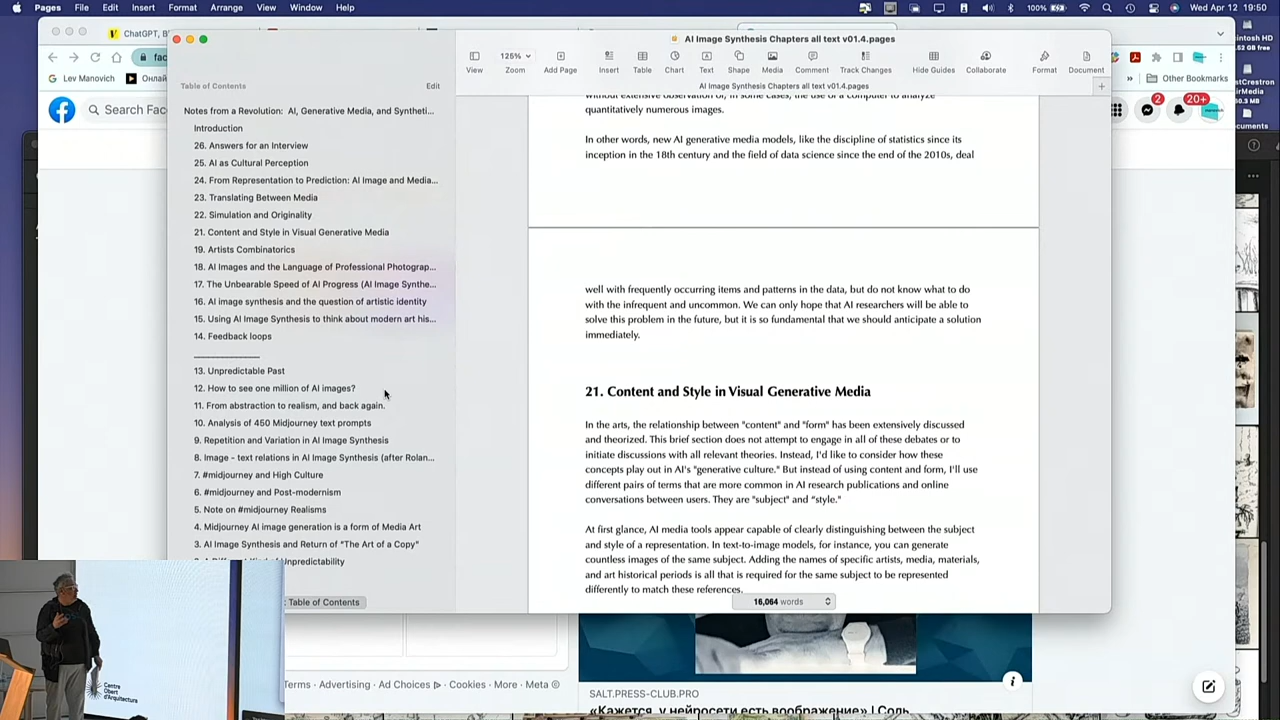 Pages File Edit Insert Format Arrange View Window Help
100% Wed Apr 12 19:50
ChatGPT,
AI Image Synthesis Chapters all text v01.4.pages
Lev Manovich
Other Bookmarks
View
125%
Zoom
Add Page
Insert
Table
Chart
Text
Shape
Media
Comment
Track Changes
Hide Guides
Collaborate
Format
Document
Table of Contents
Edit
AI Image Synthesis Chapters all text v01.4.pages
2
20+
Notes from a Revolution: AI, Generative Media, and Syntheti...
Introduction
26. Answers for an Interview
25. AI as Cultural Perception
24. From Representation to Prediction: AI Image and Media...
23. Translating Between Media
22. Simulation and Originality
21. Content and Style in Visual Generative Media
19. Artists Combinatorics
18. AI Images and the Language of Professional Photograp...
17. The Unbearable Speed of AI Progress (AI Image Synthe...
16. AI image synthesis and the question of artistic identity
15. Using AI Image Synthesis to think about modern art his...
14. Feedback loops
13. Unpredictable Past
12. How to see one million of AI images?
11. From abstraction to realism, and back again.
10. Analysis of 450 Midjourney text prompts
9. Repetition and Variation in AI Image Synthesis
8. Image - text relations in AI Image Synthesis (after Rolan...
7. #midjourney and High Culture
6. #midjourney and Post-modernism
5. Note on #midjourney Realisms
4. Midjourney AI image generation is a form of Media Art
3. AI Image Synthesis and Return of "The Art of a Copy"
Unpredictability
Table of Contents
quantitatively numerous images.
In other words, new AI generative media models, like the discipline of statistics since its
inception in the 18th century and the field of data science since the end of the 2010s, deal
well with frequently occurring items and patterns in the data, but do not know what to do
with the infrequent and uncommon. We can only hope that AI researchers will be able to
solve this problem in the future, but it is so fundamental that we should anticipate a solution
immediately.
21. Content and Style in Visual Generative Media
In the arts, the relationship between "content" and "form" has been extensively discussed
and theorized. This brief section does not attempt to engage in all of these debates or to
initiate discussions with all relevant theories. Instead, I'd like to consider how these
concepts play out in AI's "generative culture." But instead of using content and form, I'll use
different pairs of terms that are more common in AI research publications and online
conversations between users. They are "subject" and "style."
At first glance, AI media tools appear capable of clearly distinguishing between the subject
and style of a representation. In text-to-image models, for instance, you can generate
countless images of the same subject. Adding the names of specific artists, media, materials,
and art historical periods is all that is required for the same subject to be represented
differently to match these references.
16,064 words
Centre
Obert
d'Arquitectura
Terms · Advertising · Ad Choices · Cookies · More · Meta ©
SALT.PRESS-CLUB.PRO
«Кажется, у нейросети есть воображение» | Соль